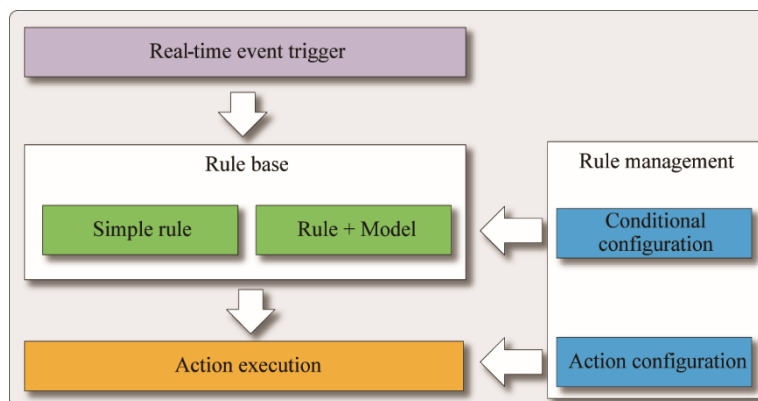 Real-time event trigger
Rule base
Simple rule
Rule + Model
Action execution
Rule management
Conditional
configuration
Action configuration